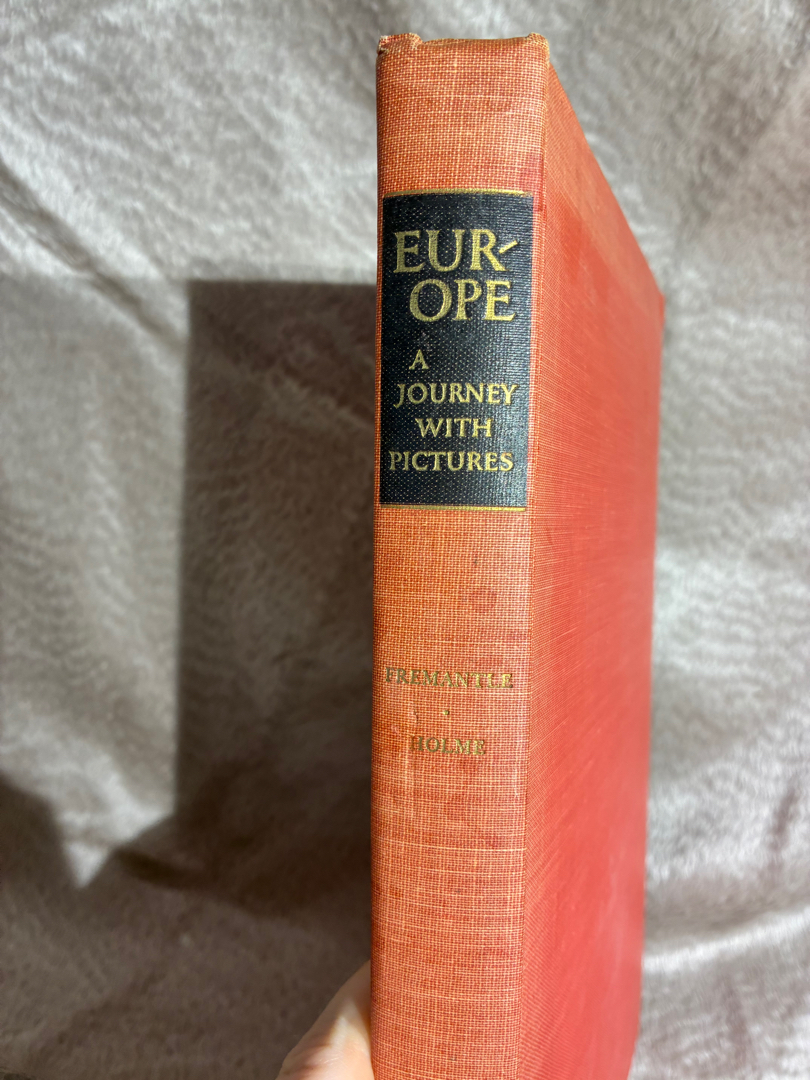 EUR-
OPE
A
JOURNEY
WITH
PICTURES
FREMANTLE
·
HOLME